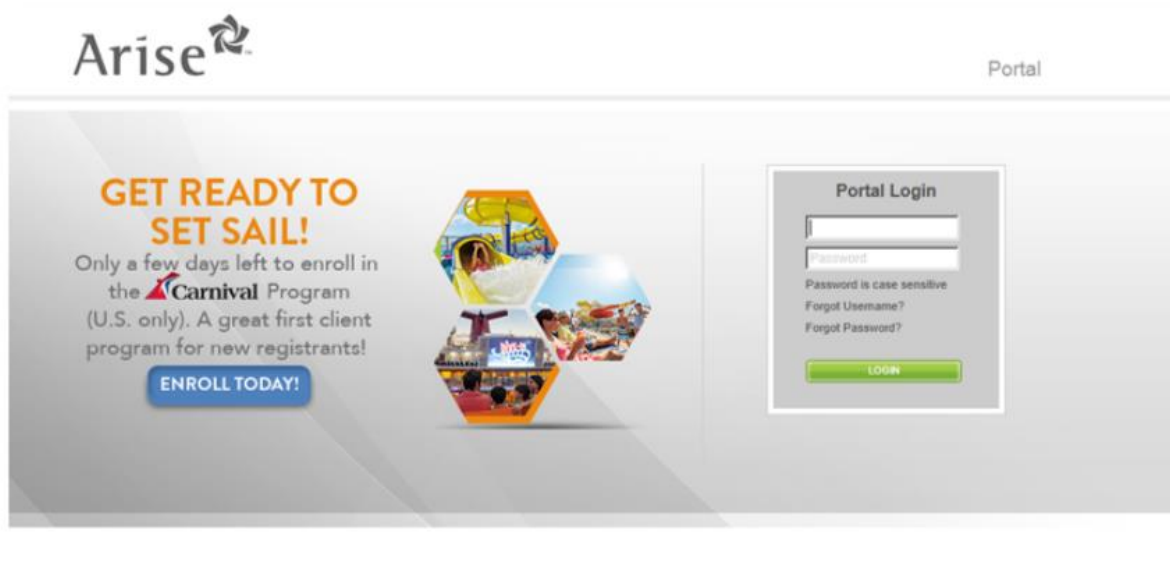 Arise
Portal
GET READY TO
SET SAIL!
Only a few days left to enroll in
the Carnival Program
(U.S. only). A great first client
program for new registrants!
ENROLL TODAY!
Portal Login
Password
Password is case sensitive
Forgot Username?
Forgot Password?
LOGIN